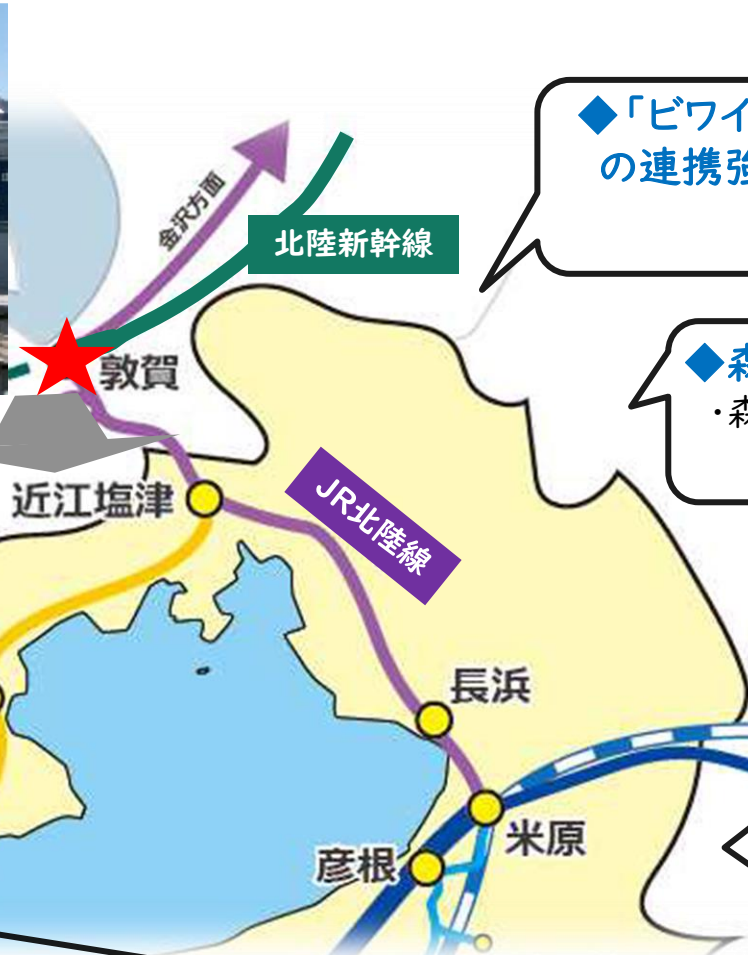 ◆「ビワイ
の連携強
金沢方面
北陸新幹線
◆森
・森
敦賀
近江塩津
JR北陸線
長浜
米原
彦根